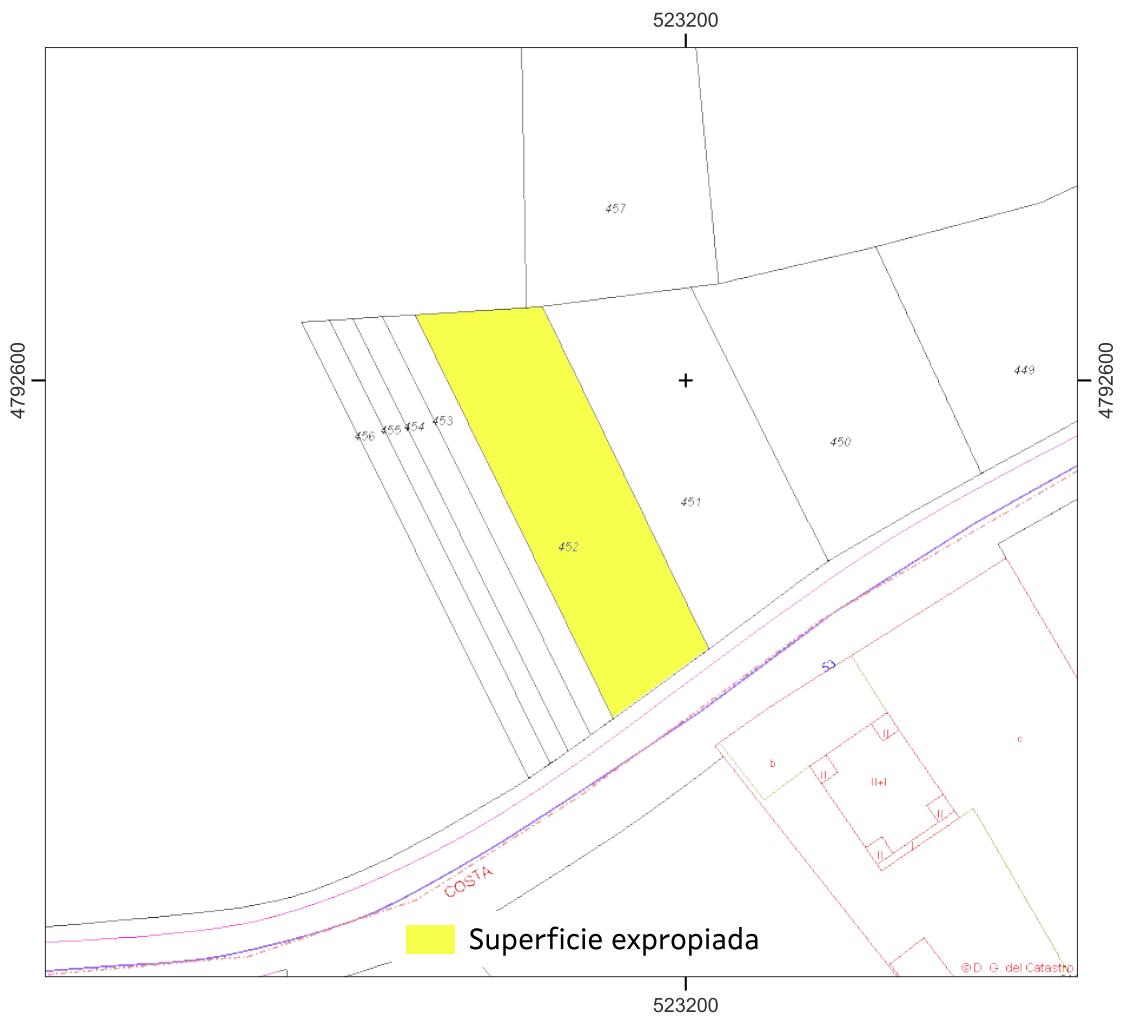 523200
457
4792600
4792600
449
456
455
454
453
450
451
452
53
II
c
b
II
II+I
II
II
I
COSTA
Superficie expropiada
© D. G. del Catastro
523200